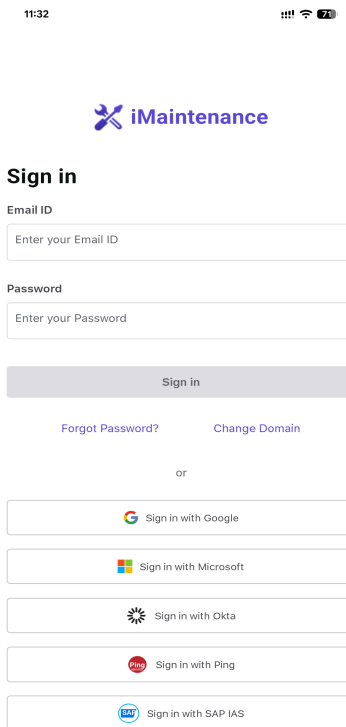 11:32
71
iMaintenance
Sign in
Email ID
Enter your Email ID
Password
Enter your Password
Sign in
Forgot Password? Change Domain
or
Sign in with Google
Sign in with Microsoft
Sign in with Okta
Ping
Sign in with Ping
SAP
Sign in with SAP IAS